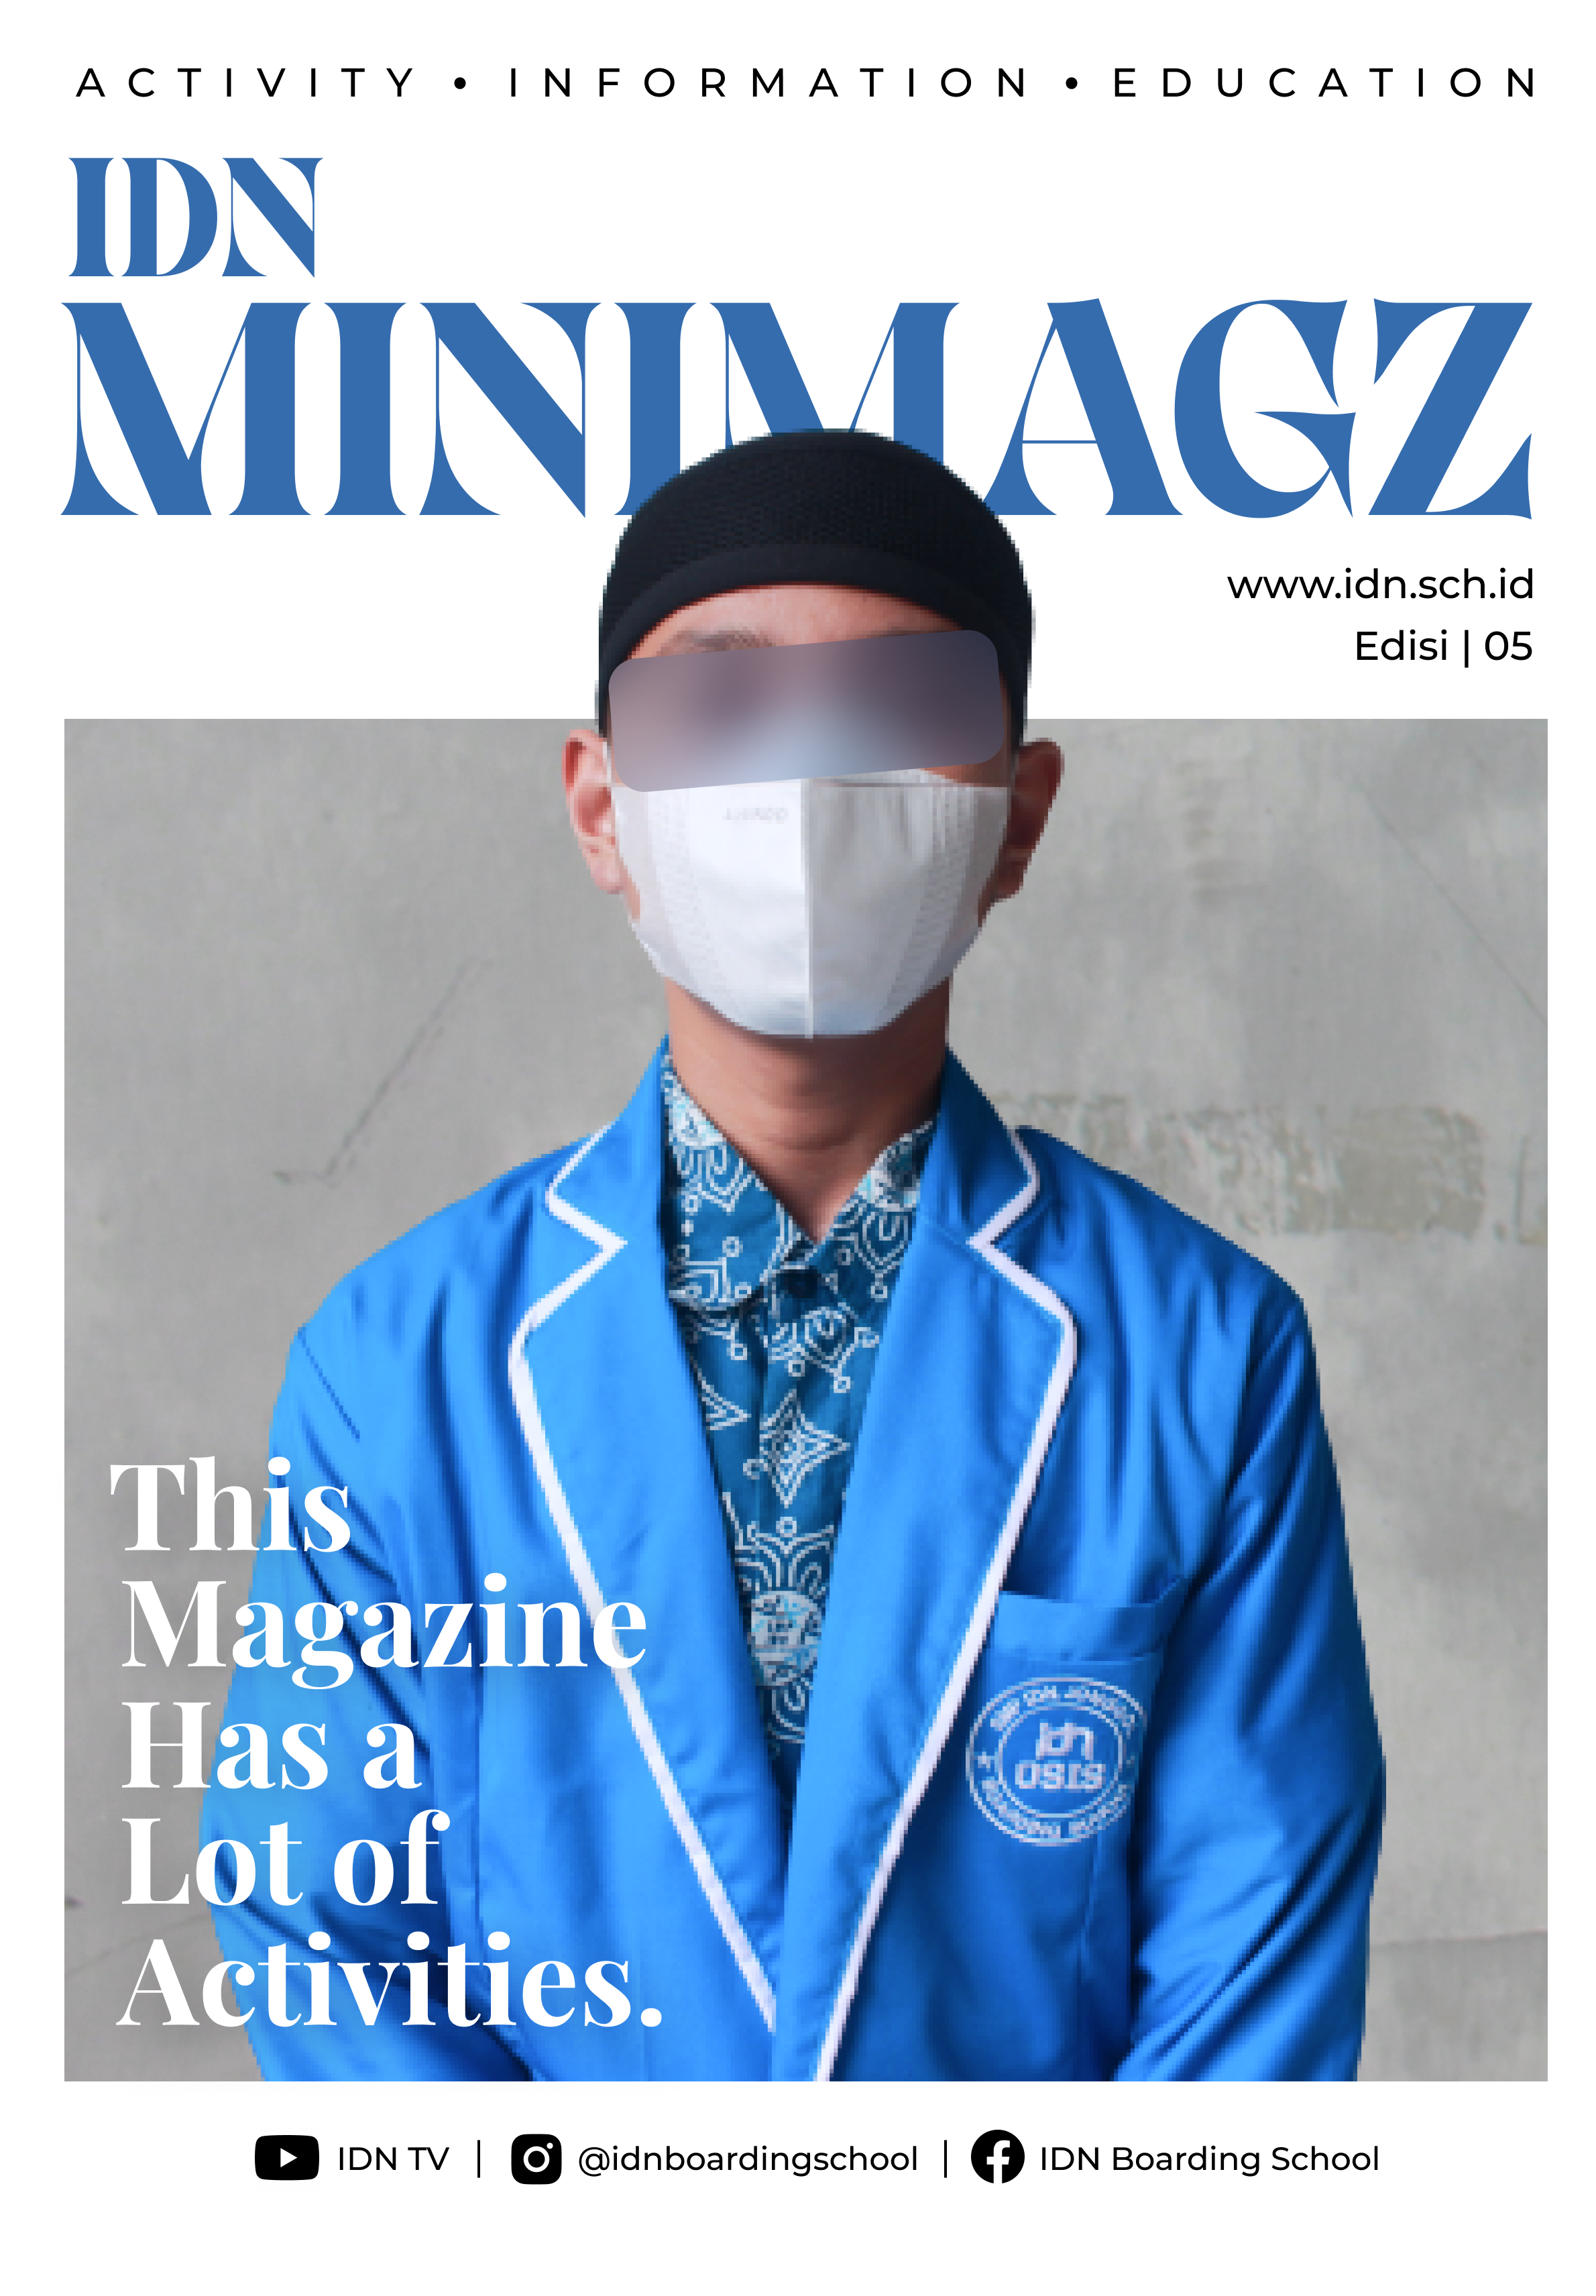 ACTIVITY • INFORMATION • EDUCATION
IDN
MINIMAGZ
www.idn.sch.id
Edisi | 05
idn
OSIS
This
Magazine
Has a
Lot of
Activities.
IDN TV | @idnboardingschool | IDN Boarding School